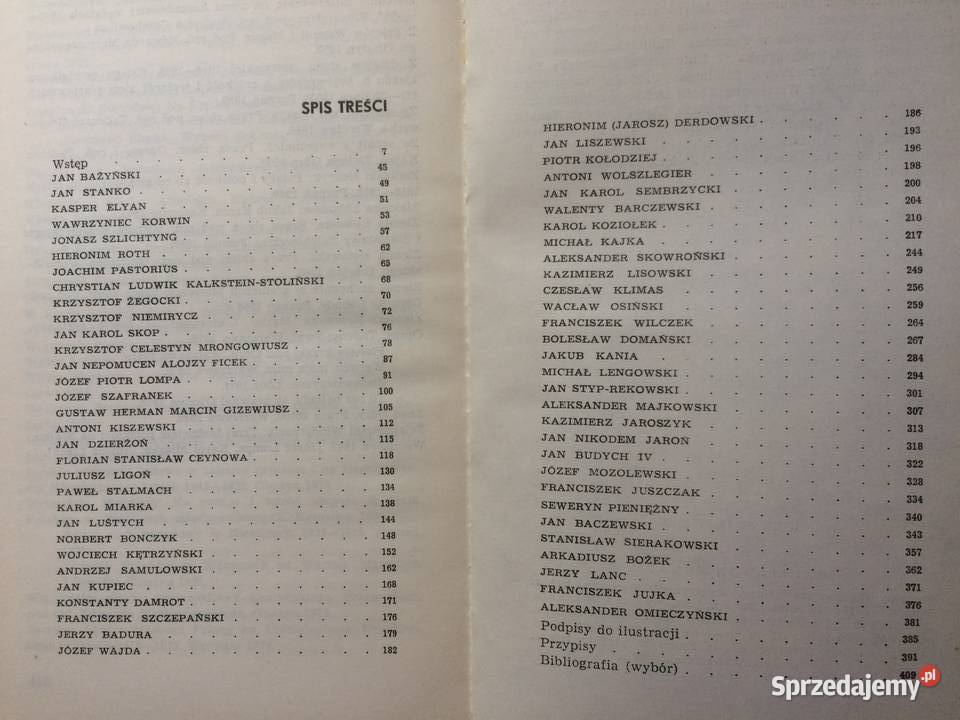 SPIS TREŚCI
Wstęp . . . . . . . . . . 7
JAN BAŻYŃSKI . . . . . . . . . 45
JAN STANKO . . . . . . . . . 49
KASPER ELYAN . . . . . . . . . 51
WAWRZYNIEC KORWIN . . . . . . . . 53
JONASZ SZLICHTYNG . . . . . . . . 57
HIERONIM ROTH . . . . . . . . . 62
JOACHIM PASTORIUS . . . . . . . . 65
CHRYSTIAN LUDWIK KALKSTEIN-STOLIŃSKI . . 68
KRZYSZTOF ŻEGOCKI . . . . . . . . 70
KRZYSZTOF NIEMIRYCZ . . . . . . . 72
JAN KAROL SKOP . . . . . . . . . 76
KRZYSZTOF CELESTYN MRONGOWIUSZ . . . . 78
JAN NEPOMUCEN ALOJZY FICEK . . . . . 87
JÓZEF PIOTR LOMPA . . . . . . . . 91
JÓZEF SZAFRANEK . . . . . . . . 100
GUSTAW HERMAN MARCIN GIZEWIUSZ . . . . 105
ANTONI KISZEWSKI . . . . . . . . 112
JAN DZIERŻOŃ . . . . . . . . . 115
FLORIAN STANISŁAW CEYNOWA . . . . . . 118
JULIUSZ LIGOŃ . . . . . . . . . 130
PAWEŁ STALMACH . . . . . . . . 134
KAROL MIARKA . . . . . . . . . 138
JAN LUSTYCH . . . . . . . . . 144
NORBERT BONCZYK . . . . . . . . 148
WOJCIECH KĘTRZYŃSKI . . . . . . . 152
ANDRZEJ SAMULOWSKI . . . . . . . 162
JAN KUPIEC . . . . . . . . . 168
KONSTANTY DAMROT . . . . . . . . 171
FRANCISZEK SZCZEPAŃSKI . . . . . . 176
JERZY BADURA . . . . . . . . . 179
JÓZEF WAJDA . . . . . . . . . 182
HIERONIM (JAROSZ) DERDOWSKI . . . . . 186
JAN LISZEWSKI . . . . . . . . . 193
PIOTR KOŁODZIEJ . . . . . . . . 196
ANTONI WOLSZLEGIER . . . . . . . 198
JAN KAROL SEMBRZYCKI . . . . . . . 200
WALENTY BARCZEWSKI . . . . . . . 204
KAROL KOZIOŁEK . . . . . . . . 210
MICHAŁ KAJKA . . . . . . . . . 217
ALEKSANDER SKOWROŃSKI . . . . . . 244
KAZIMIERZ LISOWSKI . . . . . . . 249
CZESŁAW KLIMAS . . . . . . . . 256
WACŁAW OSIŃSKI . . . . . . . . 259
FRANCISZEK WILCZEK . . . . . . . 264
BOLESŁAW DOMAŃSKI . . . . . . . 267
JAKUB KANIA . . . . . . . . . 284
MICHAŁ LENGOWSKI . . . . . . . . 294
JAN STYP-REKOWSKI . . . . . . . . 301
ALEKSANDER MAJKOWSKI . . . . . . . 307
KAZIMIERZ JAROSZYK . . . . . . . 313
JAN NIKODEM JAROŃ . . . . . . . . 318
JAN BUDYCH IV . . . . . . . . . 322
JÓZEF MOZOLEWSKI . . . . . . . . 328
FRANCISZEK JUSZCZAK . . . . . . . 334
SEWERYN PIENIĘŻNY . . . . . . . . 340
JAN BACZEWSKI . . . . . . . . . 343
STANISŁAW SIERAKOWSKI . . . . . . 357
ARKADIUSZ BOŻEK . . . . . . . . 362
JERZY LANC . . . . . . . . . 371
FRANCISZEK JUJKA . . . . . . . . 376
ALEKSANDER OMIECZYŃSKI . . . . . . 381
Podpisy do ilustracji . . . . . . . . 385
Przypisy . . . . . . . . . . 391
Bibliografia (wybór) . . . . . . . . 409
Sprzedajemy.pl